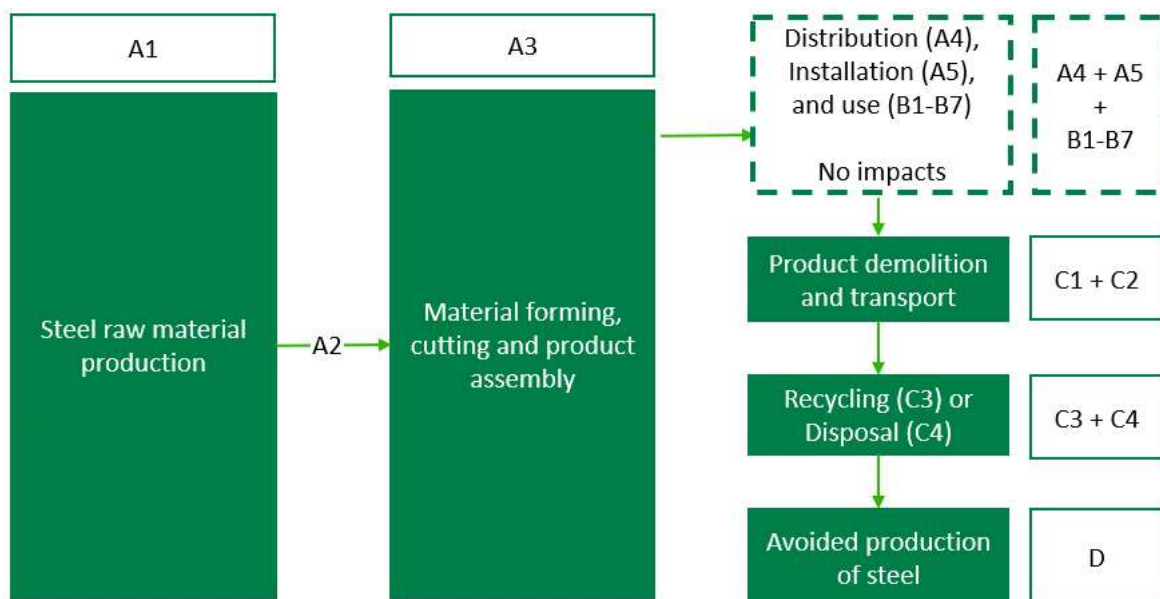 A1
Steel raw material
production
A2
A3
Material forming,
cutting and product
assembly
Distribution (A4),
Installation (A5),
and use (B1-B7)
No impacts
A4 + A5
+
B1-B7
Product demolition
and transport
C1 + C2
Recycling (C3) or
Disposal (C4)
C3 + C4
Avoided production
of steel
D